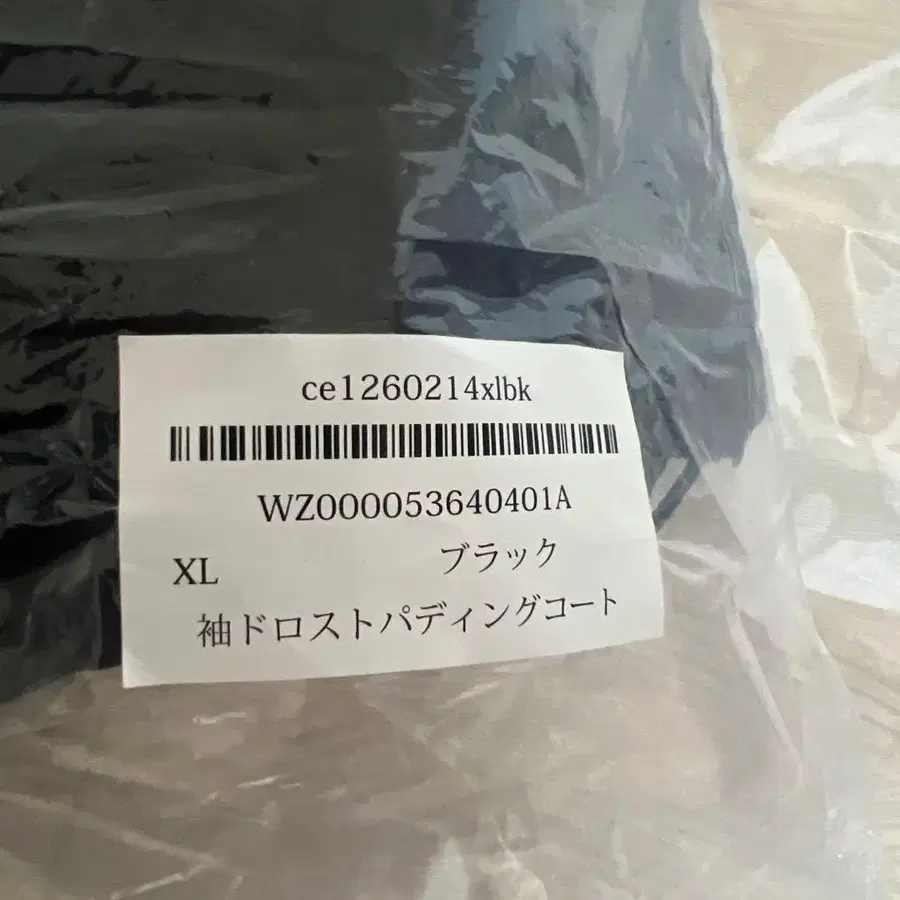 ce1260214xlbk
WZ000053640401A
XL ブラック
袖ドロストパディングコート